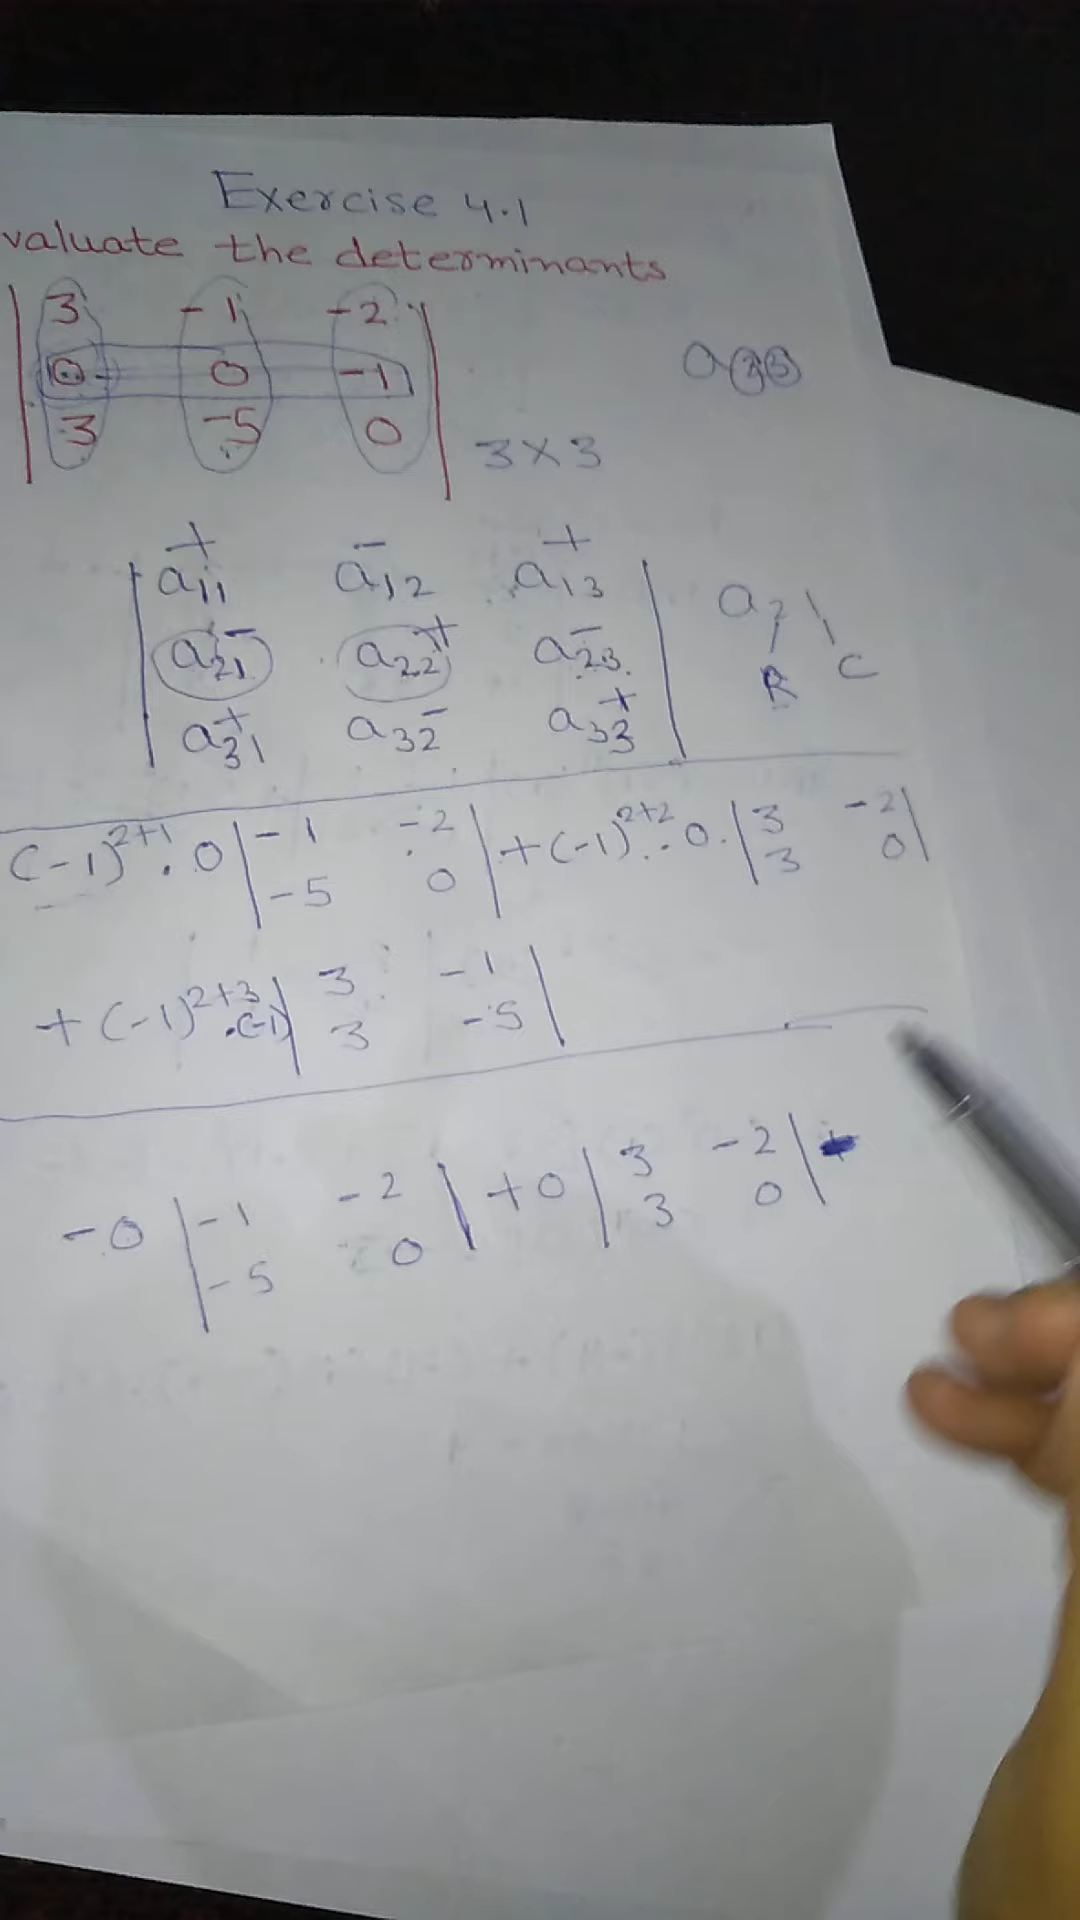 Exercise 4.1
valuate the determinants
| 3 -1 -2 |
| 0 0 -1 | a23
| 3 -5 0 | 3×3
+ - +
| a11 a12 a13 | a21
| a21- a22+ a23- | R C
| a31+ a32- a33+ |
(-1)^2+1 . 0 | -1 -2 | + (-1)^2+2 . 0 . | 3 -2 |
| -5 0 | | 3 0 |
+ (-1)^2+3 .(-1) | 3 -1 |
| 3 -5 |
-0 | -1 -2 | +0 | 3 -2 |
| -5 0 | | 3 0 |